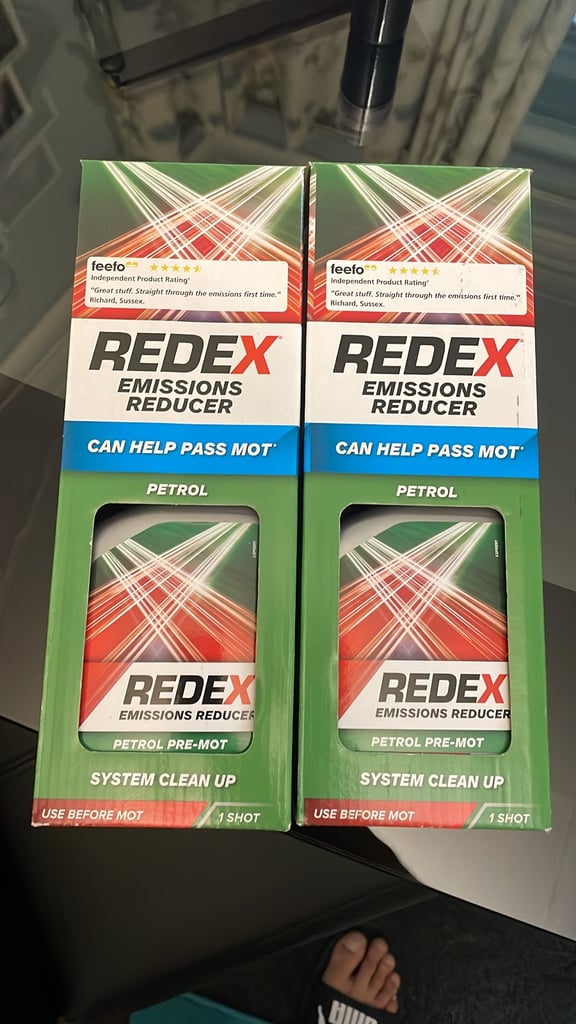 feefo
Independent Product Rating†
"Great stuff. Straight through the emissions first time."
Richard, Sussex.
REDEX®
EMISSIONS
REDUCER
CAN HELP PASS MOT*
PETROL
REDEX
EMISSIONS REDUCER
PETROL PRE-MOT
SYSTEM CLEAN UP
USE BEFORE MOT
1 SHOT
feefo
Independent Product Rating†
"Great stuff. Straight through the emissions first time."
Richard, Sussex.
REDEX®
EMISSIONS
REDUCER
CAN HELP PASS MOT*
PETROL
REDEX
EMISSIONS REDUCER
PETROL PRE-MOT
SYSTEM CLEAN UP
USE BEFORE MOT
1 SHOT